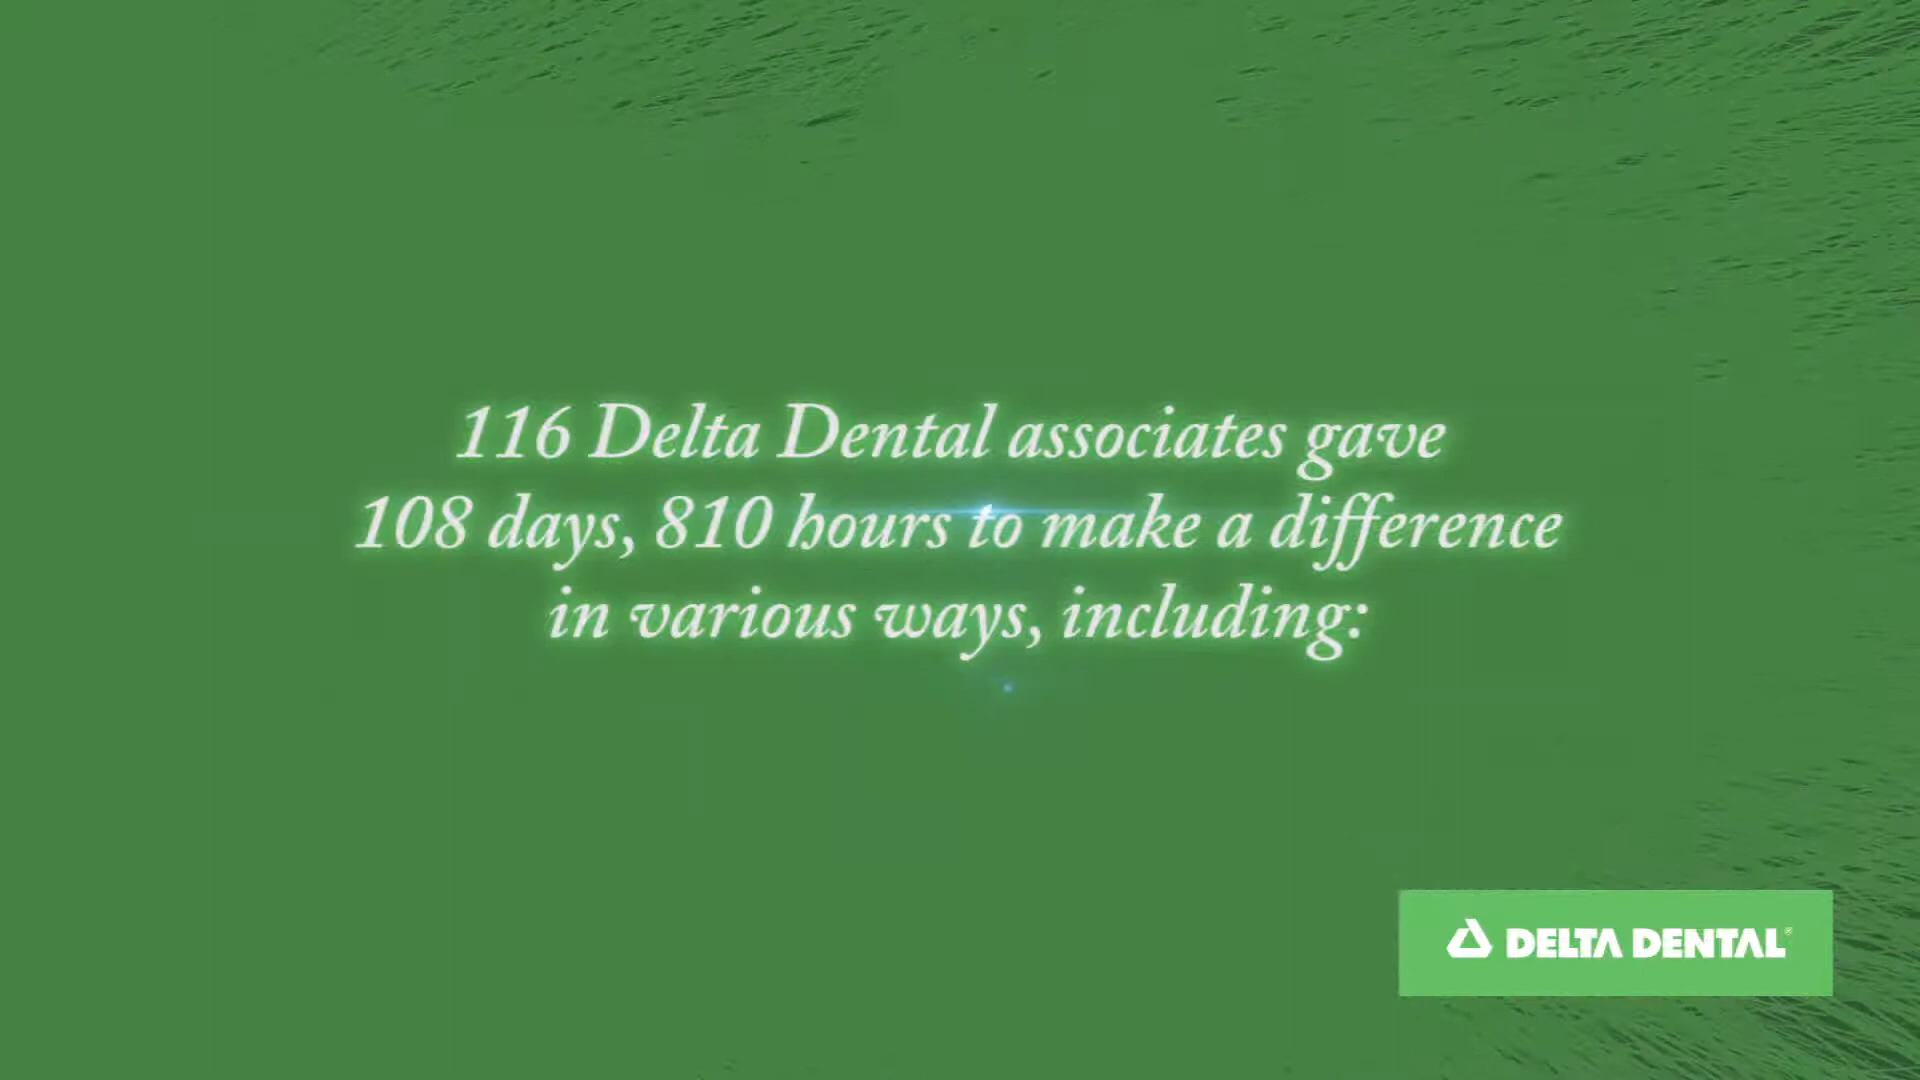 116 Delta Dental associates gave
108 days, 810 hours to make a difference
in various ways, including:
DELTA DENTAL®